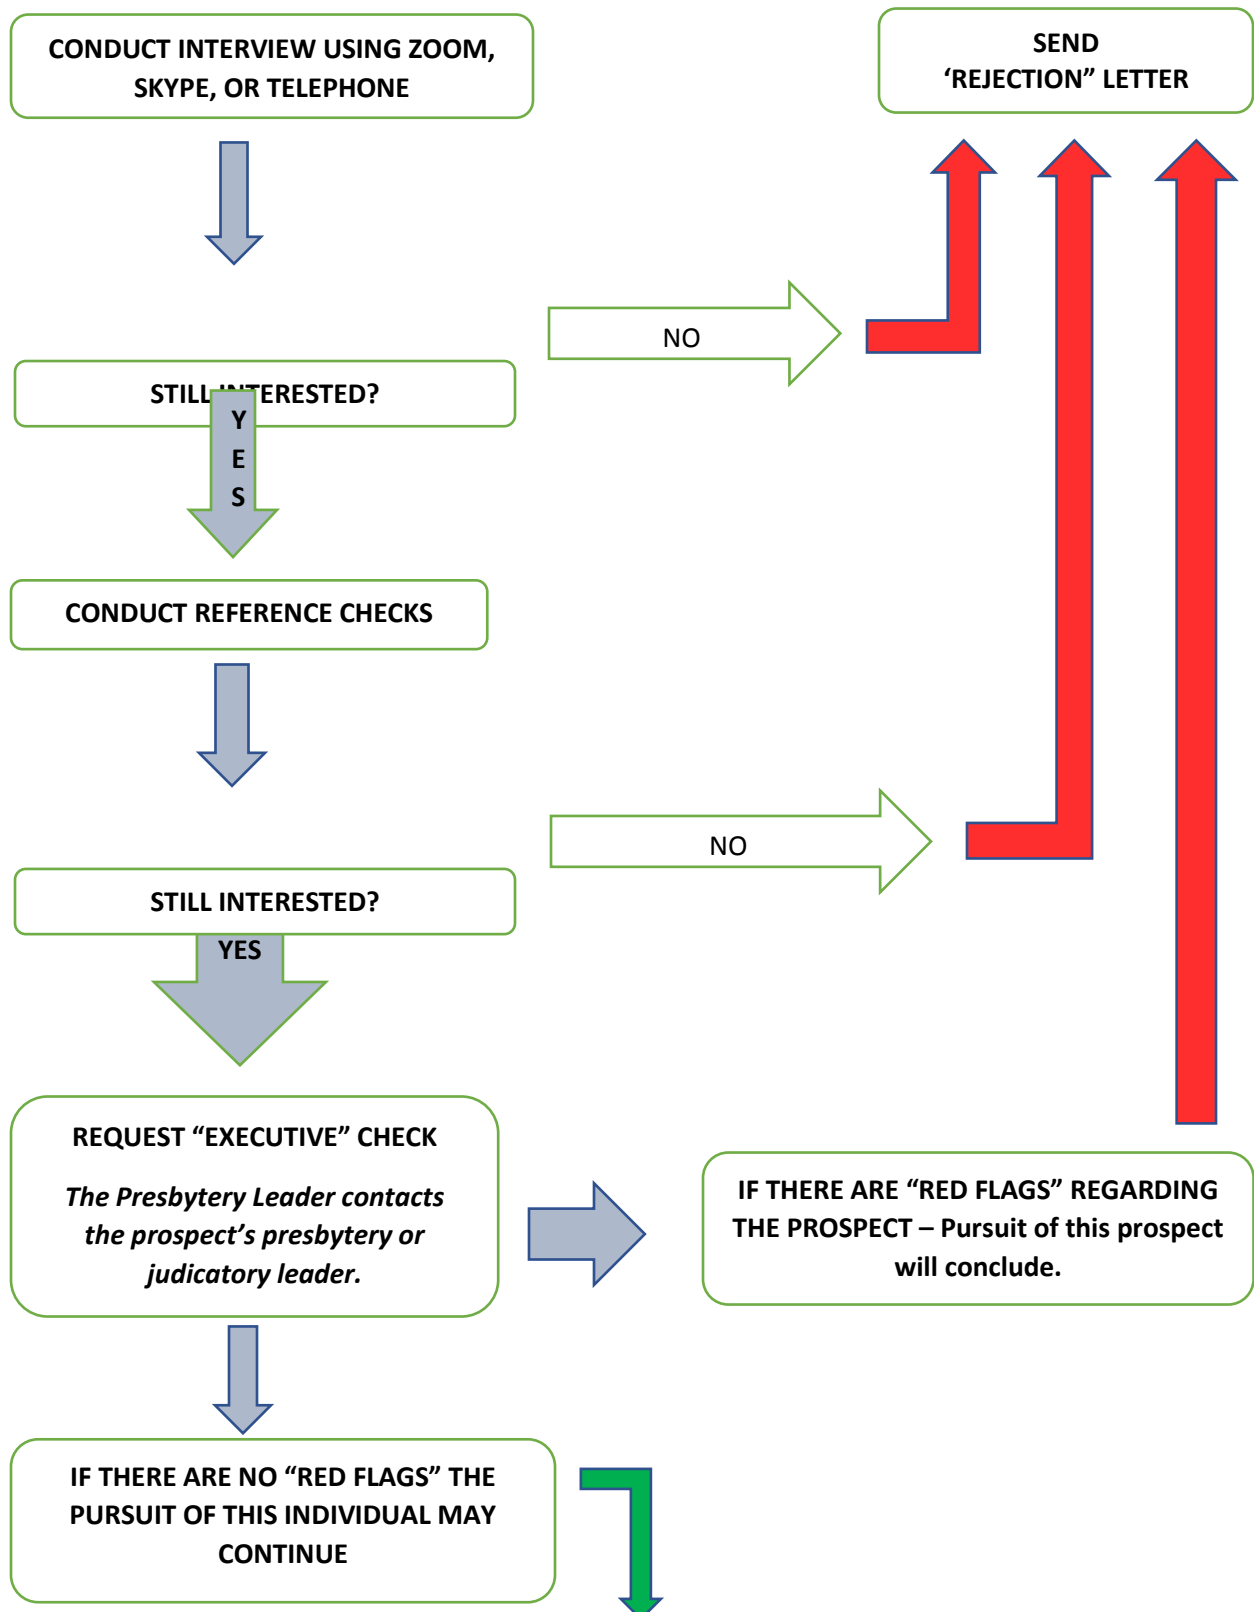 CONDUCT INTERVIEW USING ZOOM,
SKYPE, OR TELEPHONE
SEND
‘REJECTION” LETTER
NO
STILL INTERESTED?
Y
E
S
CONDUCT REFERENCE CHECKS
NO
STILL INTERESTED?
YES
REQUEST “EXECUTIVE” CHECK
The Presbytery Leader contacts
the prospect’s presbytery or
judicatory leader.
IF THERE ARE “RED FLAGS” REGARDING
THE PROSPECT – Pursuit of this prospect
will conclude.
IF THERE ARE NO “RED FLAGS” THE
PURSUIT OF THIS INDIVIDUAL MAY
CONTINUE